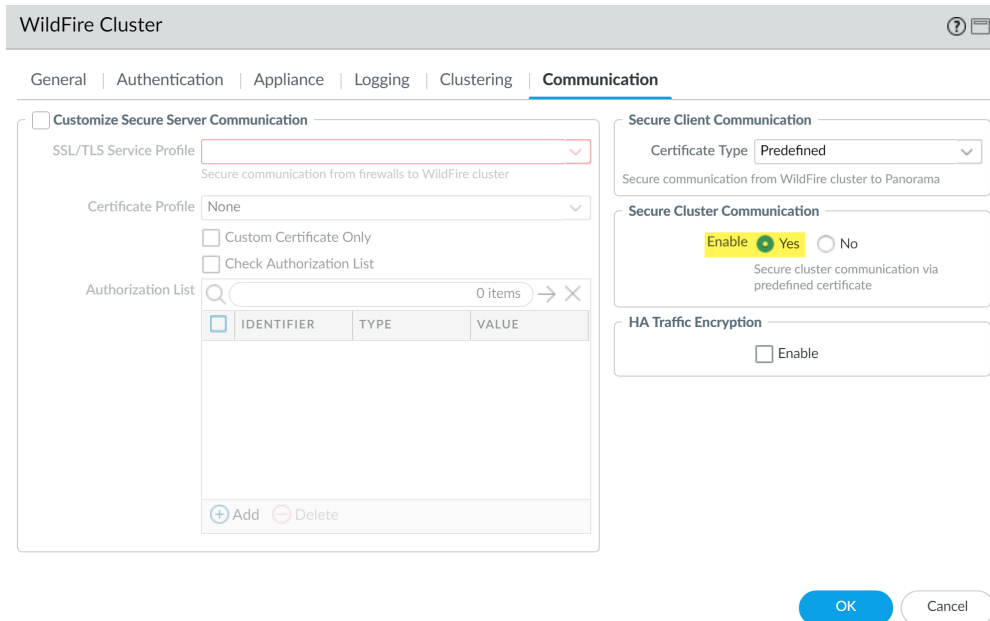 WildFire Cluster
?
General | Authentication | Appliance | Logging | Clustering | Communication
Customize Secure Server Communication
SSL/TLS Service Profile
Secure communication from firewalls to WildFire cluster
Certificate Profile None
Custom Certificate Only
Check Authorization List
Authorization List 0 items
IDENTIFIER TYPE VALUE
Add Delete
Secure Client Communication
Certificate Type Predefined
Secure communication from WildFire cluster to Panorama
Secure Cluster Communication
Enable Yes No
Secure cluster communication via
predefined certificate
HA Traffic Encryption
Enable
OK Cancel